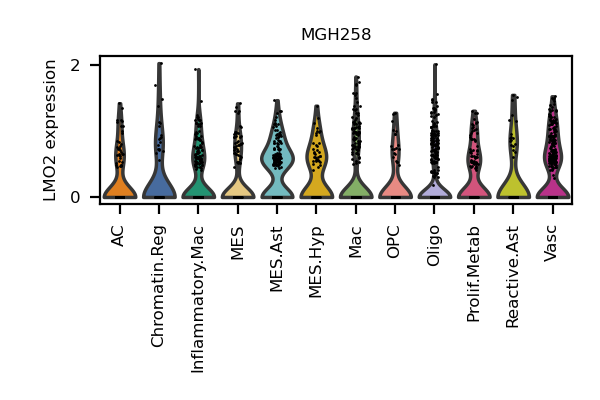 MGH258
LMO2 expression
2
0
AC
Chromatin.Reg
Inflammatory.Mac
MES
MES.Ast
MES.Hyp
Mac
OPC
Oligo
Prolif.Metab
Reactive.Ast
Vasc